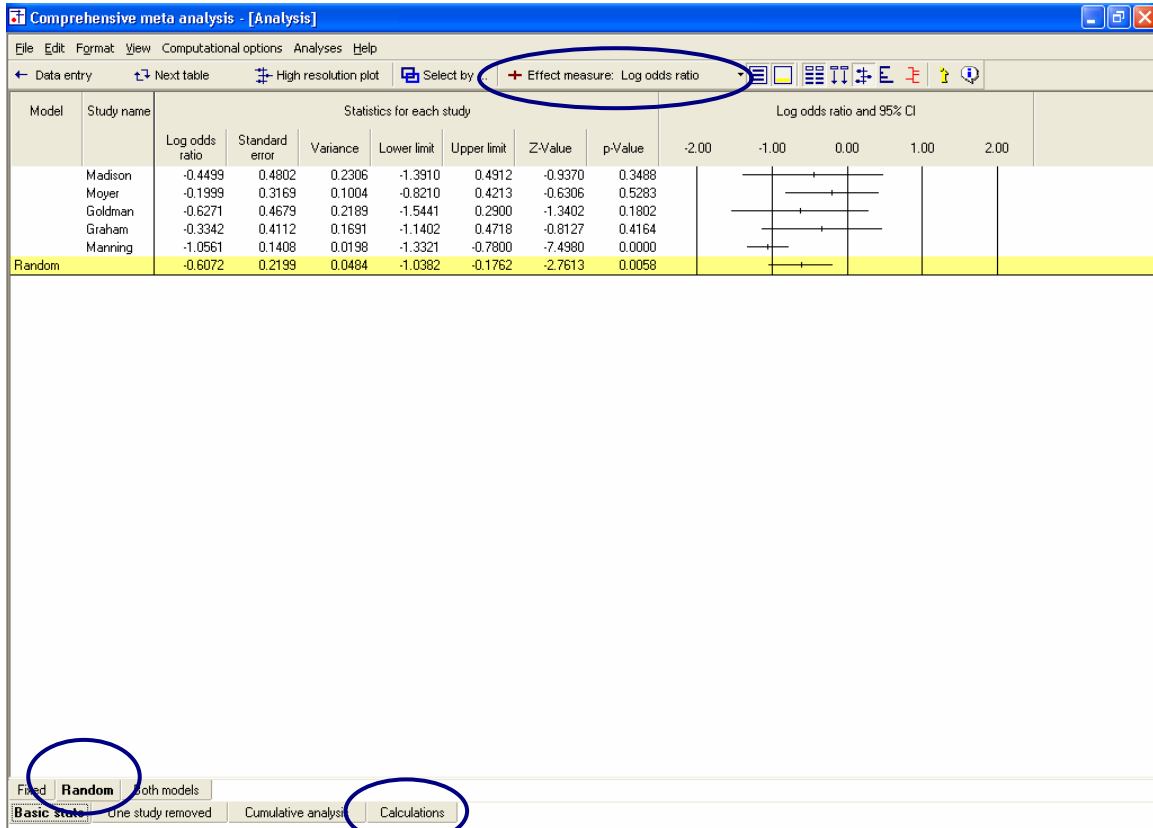 Comprehensive meta analysis - [Analysis]
File Edit Format View Computational options Analyses Help
Data entry Next table High resolution plot Select by ... Effect measure: Log odds ratio
Model Study name Statistics for each study Log odds ratio and 95% CI
Log odds ratio Standard error Variance Lower limit Upper limit Z-Value p-Value -2.00 -1.00 0.00 1.00 2.00
Madison -0.4499 0.4802 0.2306 -1.3910 0.4912 -0.9370 0.3488
Moyer -0.1999 0.3169 0.1004 -0.8210 0.4213 -0.6306 0.5283
Goldman -0.6271 0.4679 0.2189 -1.5441 0.2900 -1.3402 0.1802
Graham -0.3342 0.4112 0.1691 -1.1402 0.4718 -0.8127 0.4164
Manning -1.0561 0.1408 0.0198 -1.3321 -0.7800 -7.4980 0.0000
Random -0.6072 0.2199 0.0484 -1.0382 -0.1762 -2.7613 0.0058
Fixed Random Both models
Basic stats One study removed Cumulative analysis Calculations